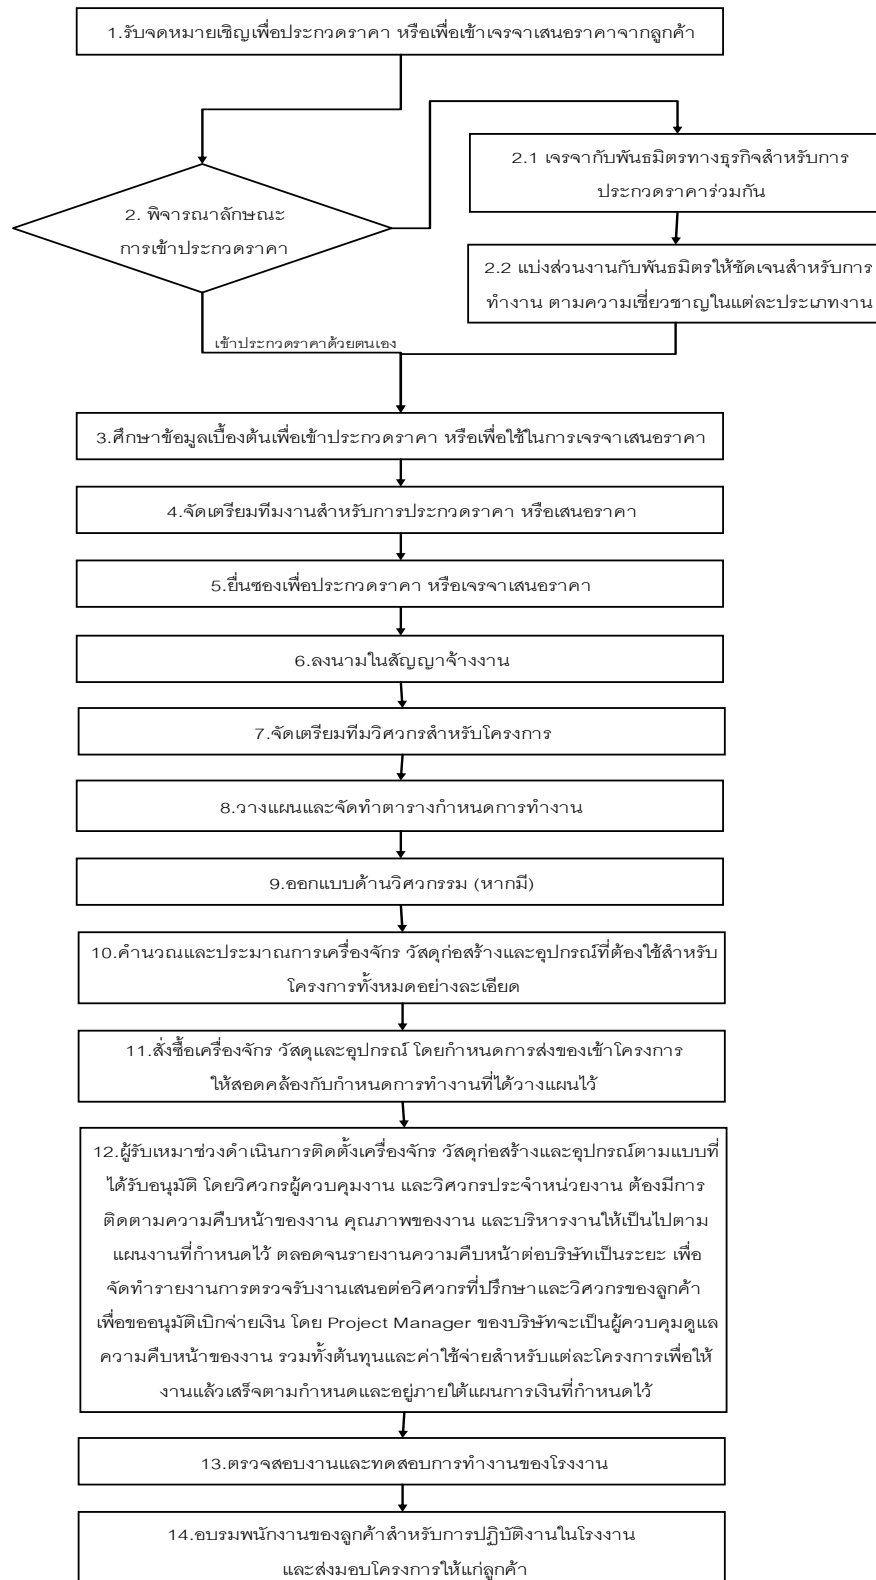 1.รับจดหมายเชิญเพื่อประกวดราคา หรือเพื่อเข้าเจรจาเสนอราคาจากลูกค้า
2. พิจารณาลักษณะ
การเข้าประกวดราคา
2.1 เจรจากับพันธมิตรทางธุรกิจสำหรับการ
ประกวดราคาร่วมกัน
2.2 แบ่งส่วนงานกับพันธมิตรให้ชัดเจนสำหรับการ
ทำงาน ตามความเชี่ยวชาญในแต่ละประเภทงาน
เข้าประกวดราคาด้วยตนเอง
3.ศึกษาข้อมูลเบื้องต้นเพื่อเข้าประกวดราคา หรือเพื่อใช้ในการเจรจาเสนอราคา
4.จัดเตรียมทีมงานสำหรับการประกวดราคา หรือเสนอราคา
5.ยื่นซองเพื่อประกวดราคา หรือเจรจาเสนอราคา
6.ลงนามในสัญญาจ้างงาน
7.จัดเตรียมทีมวิศวกรสำหรับโครงการ
8.วางแผนและจัดทำตารางกำหนดการทำงาน
9.ออกแบบด้านวิศวกรรม (หากมี)
10.คำนวณและประมาณการเครื่องจักร วัสดุก่อสร้างและอุปกรณ์ที่ต้องใช้สำหรับ
โครงการทั้งหมดอย่างละเอียด
11.สั่งซื้อเครื่องจักร วัสดุและอุปกรณ์ โดยกำหนดการส่งของเข้าโครงการ
ให้สอดคล้องกับกำหนดการทำงานที่ได้วางแผนไว้
12.ผู้รับเหมาช่วงดำเนินการติดตั้งเครื่องจักร วัสดุก่อสร้างและอุปกรณ์ตามแบบที่
ได้รับอนุมัติ โดยวิศวกรผู้ควบคุมงาน และวิศวกรประจำหน่วยงาน ต้องมีการ
ติดตามความคืบหน้าของงาน คุณภาพของงาน และบริหารงานให้เป็นไปตาม
แผนงานที่กำหนดไว้ ตลอดจนรายงานความคืบหน้าต่อบริษัทเป็นระยะ เพื่อ
จัดทำรายงานการตรวจรับงานเสนอต่อวิศวกรที่ปรึกษาและวิศวกรของลูกค้า
เพื่อขออนุมัติเบิกจ่ายเงิน โดย Project Manager ของบริษัทจะเป็นผู้ควบคุมดูแล
ความคืบหน้าของงาน รวมทั้งต้นทุนและค่าใช้จ่ายสำหรับแต่ละโครงการเพื่อให้
งานแล้วเสร็จตามกำหนดและอยู่ภายใต้แผนการเงินที่กำหนดไว้
13.ตรวจสอบงานและทดสอบการทำงานของโรงงาน
14.อบรมพนักงานของลูกค้าสำหรับการปฏิบัติงานในโรงงาน
และส่งมอบโครงการให้แก่ลูกค้า